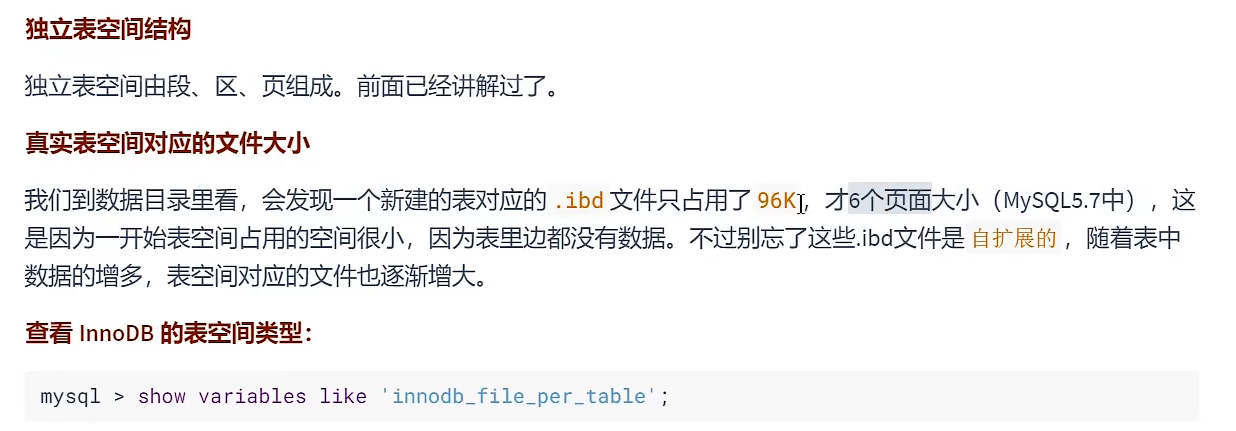 独立表空间结构
独立表空间由段、区、页组成。前面已经讲解过了。
真实表空间对应的文件大小
我们到数据目录里看，会发现一个新建的表对应的 .ibd 文件只占用了 96K，才6个页面大小（MySQL5.7中），这
是因为一开始表空间占用的空间很小，因为表里边都没有数据。不过别忘了这些.ibd文件是 自扩展的 ，随着表中
数据的增多，表空间对应的文件也逐渐增大。
查看 InnoDB 的表空间类型：
mysql > show variables like 'innodb_file_per_table';